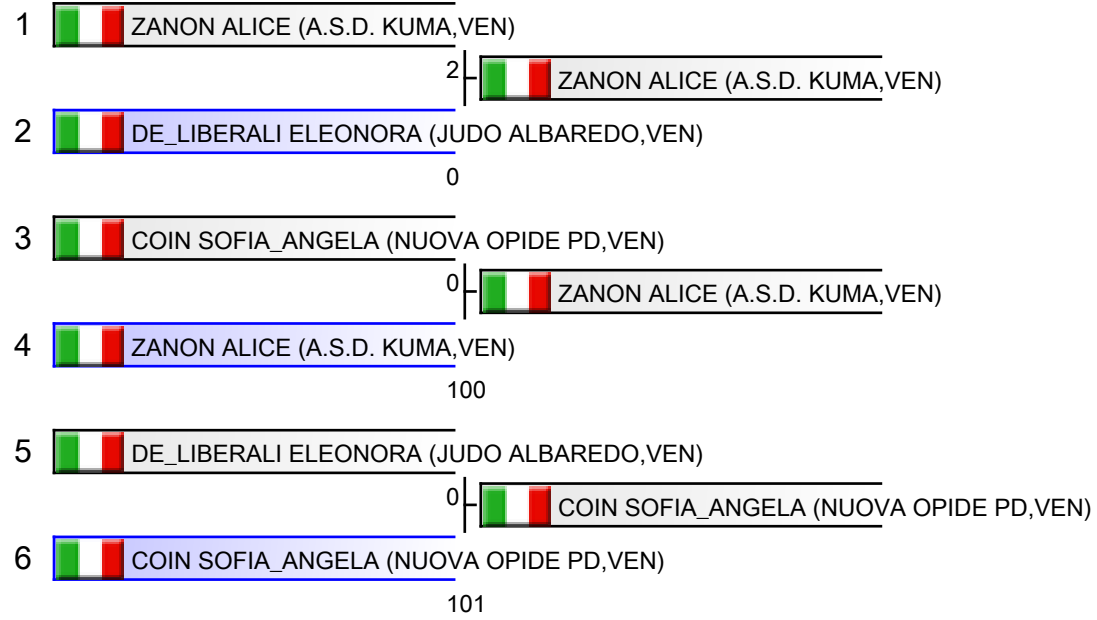 1 ZANON ALICE (A.S.D. KUMA,VEN)
2 ZANON ALICE (A.S.D. KUMA,VEN)
2 DE_LIBERALI ELEONORA (JUDO ALBAREDO,VEN)
0
3 COIN SOFIA_ANGELA (NUOVA OPIDE PD,VEN)
0 ZANON ALICE (A.S.D. KUMA,VEN)
4 ZANON ALICE (A.S.D. KUMA,VEN)
100
5 DE_LIBERALI ELEONORA (JUDO ALBAREDO,VEN)
0 COIN SOFIA_ANGELA (NUOVA OPIDE PD,VEN)
6 COIN SOFIA_ANGELA (NUOVA OPIDE PD,VEN)
101